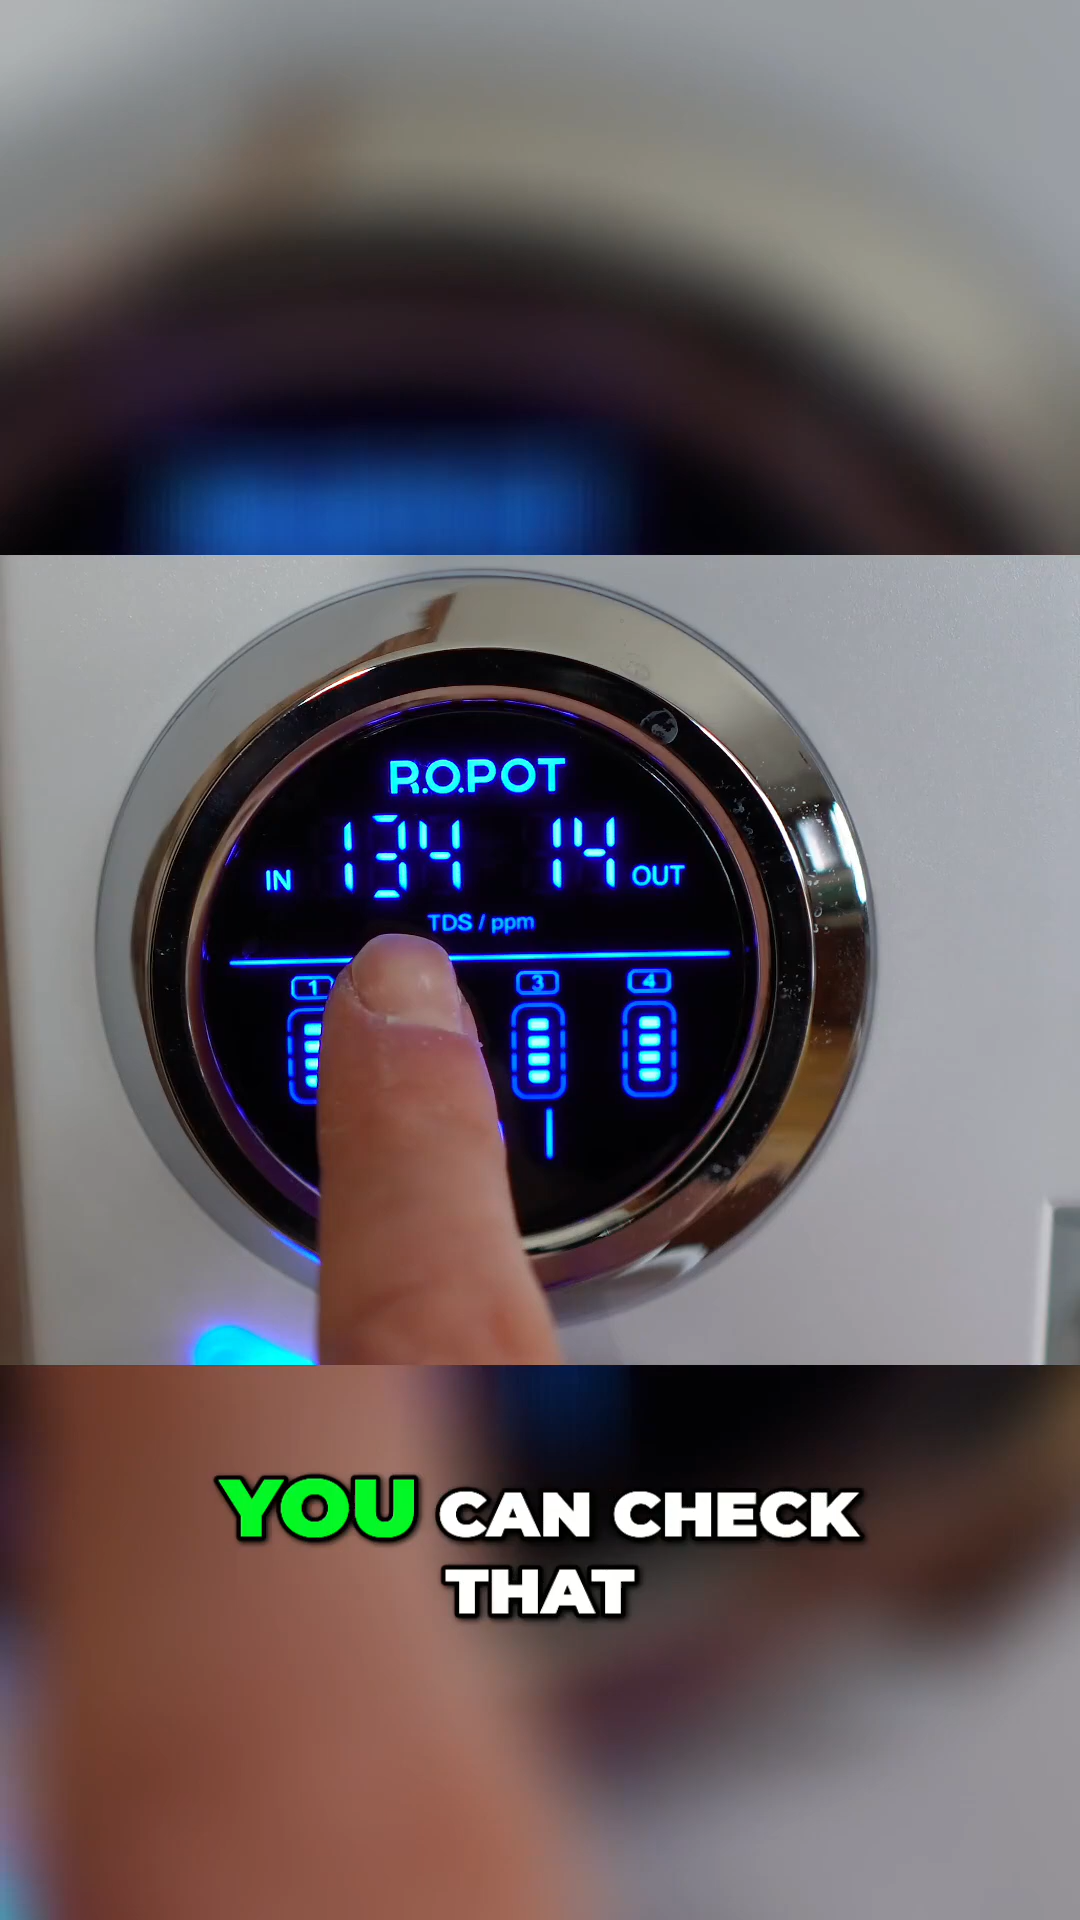 R.O.POT
IN 134 14 OUT
TDS / ppm
1 3 4
YOU CAN CHECK
THAT